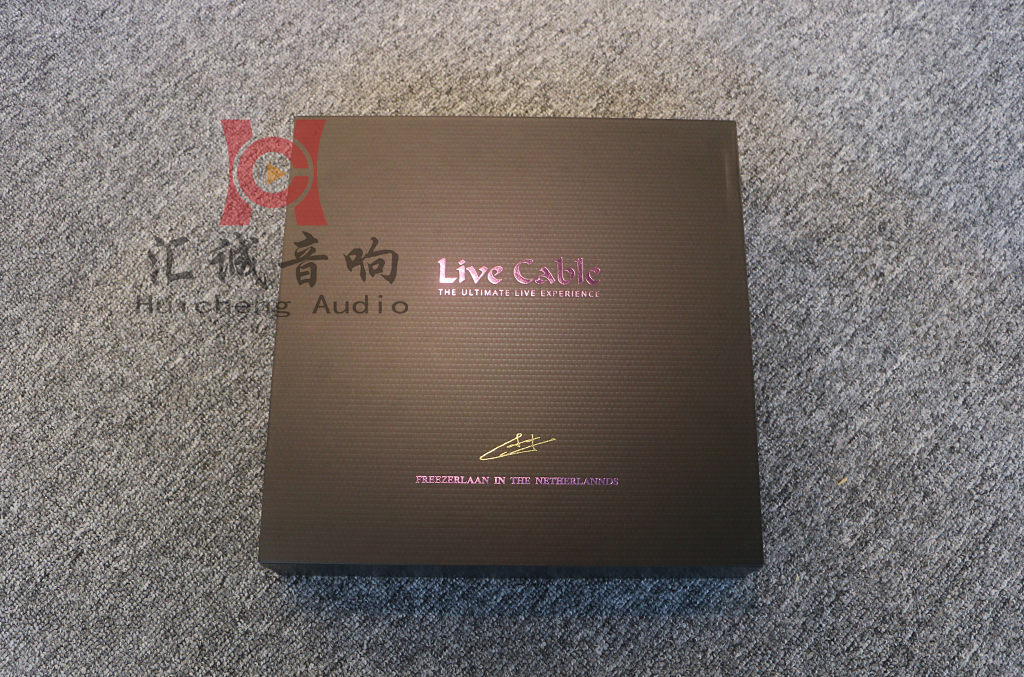 汇诚音响
Huicheng Audio
Live Cable
THE ULTIMATE LIVE EXPERIENCE
FREEZERLAAN IN THE NETHERLANNDS